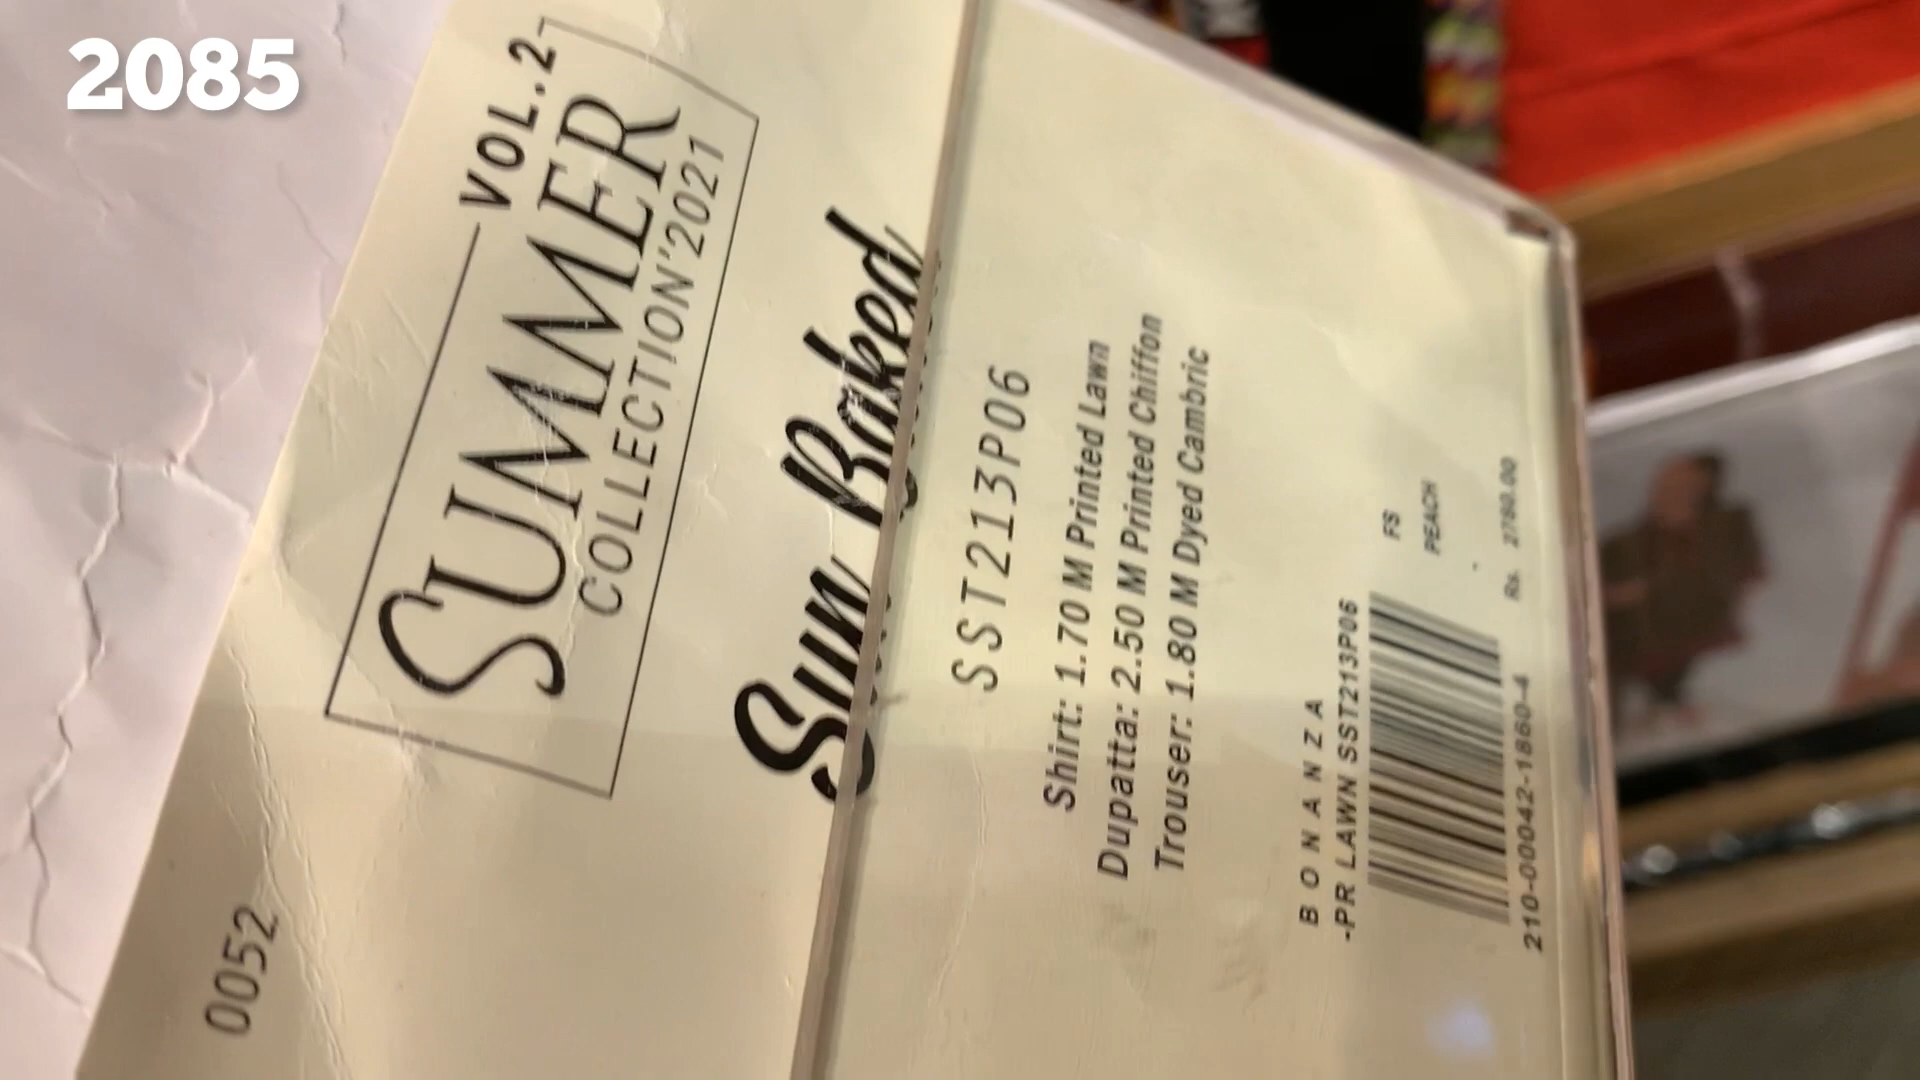 2085
VOL.2
SUMMER
COLLECTION'2021
Sun Baked
SST213P06
Shirt: 1.70 M Printed Lawn
Dupatta: 2.50 M Printed Chiffon
Trouser: 1.80 M Dyed Cambric
BONANZA
-PR LAWN SST213P06
FS
PEACH
210-00042-1860-4
Rs. 2780.00
0052